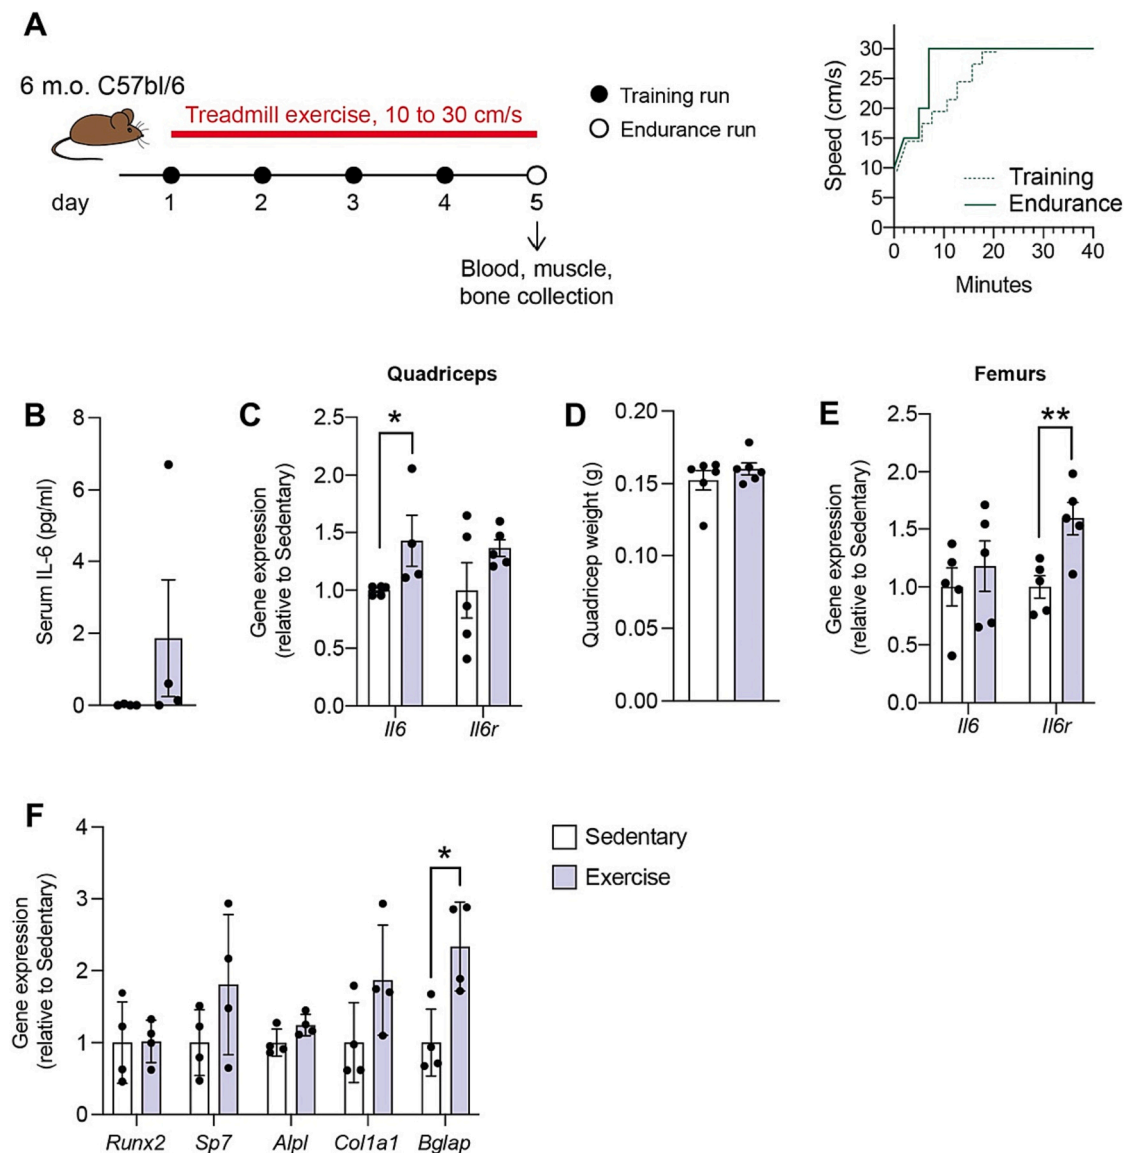 A
6 m.o. C57bl/6
Treadmill exercise, 10 to 30 cm/s
day
1 2 3 4 5
Blood, muscle,
bone collection
Training run
Endurance run
Speed (cm/s)
30
25
20
15
10
5
0
0 10 20 30 40
Minutes
Training
Endurance
B
Serum IL-6 (pg/ml)
8
6
4
2
0
Quadriceps
C
Gene expression
(relative to Sedentary)
2.5
2.0
1.5
1.0
0.5
0.0
*
Il6 Il6r
D
Quadricep weight (g)
0.20
0.15
0.10
0.05
0.00
Femurs
E
Gene expression
(relative to Sedentary)
2.5
2.0
1.5
1.0
0.5
0.0
**
Il6 Il6r
F
Gene expression
(relative to Sedentary)
4
3
2
1
0
*
Runx2 Sp7 Alpl Col1a1 Bglap
Sedentary
Exercise